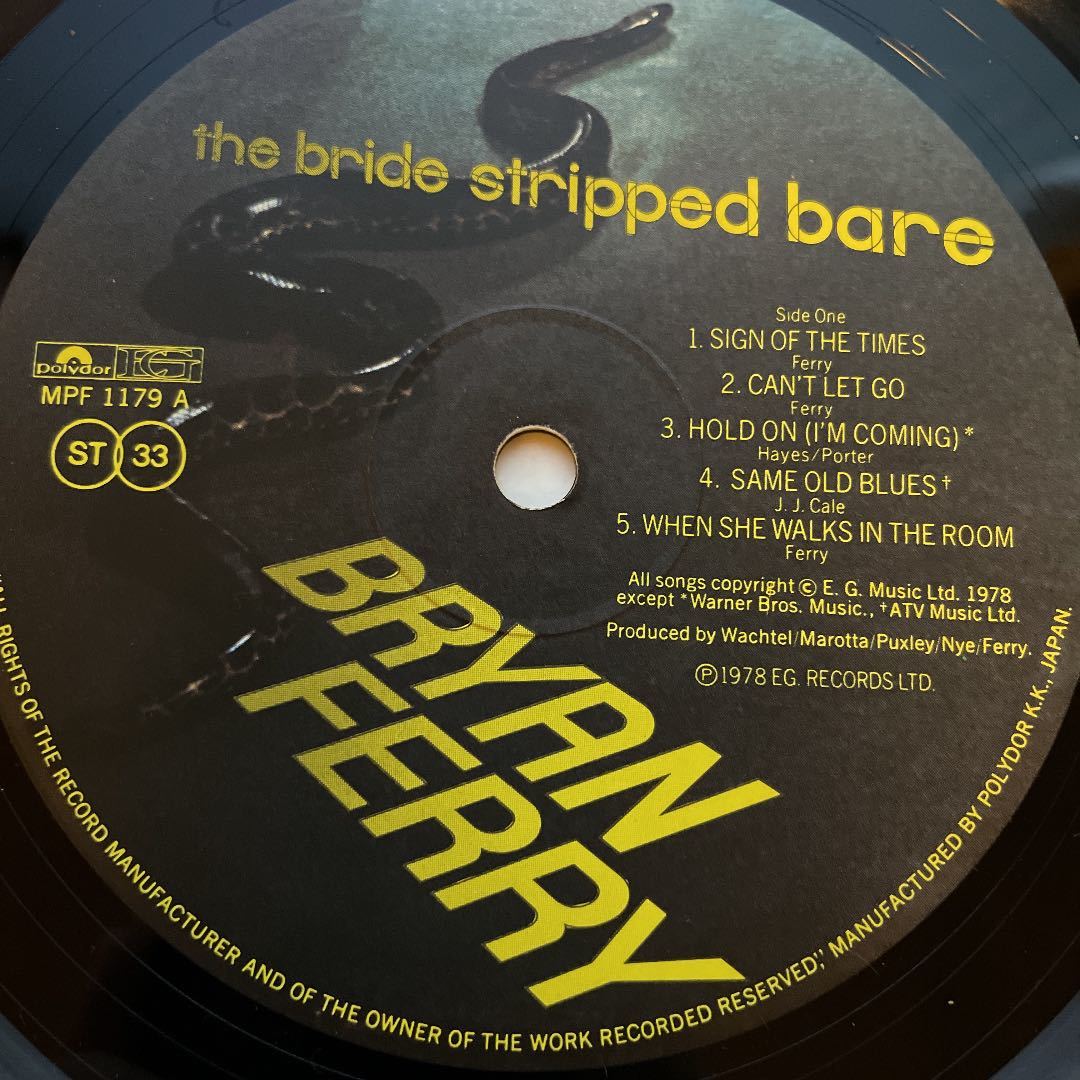 the bride stripped bare
Side One
1. SIGN OF THE TIMES
Ferry
2. CAN'T LET GO
Ferry
3. HOLD ON (I'M COMING)*
Hayes/Porter
4. SAME OLD BLUES†
J. J. Cale
5. WHEN SHE WALKS IN THE ROOM
Ferry
All songs copyright © E. G. Music Ltd. 1978
except *Warner Bros. Music., †ATV Music Ltd.
Produced by Wachtel/Marotta/Puxley/Nye/Ferry.
℗1978 EG. RECORDS LTD.
polydor EG
MPF 1179 A
ST 33
BRYAN
FERRY
"ALL RIGHTS OF THE RECORD MANUFACTURER AND OF THE OWNER OF THE WORK RECORDED RESERVED," MANUFACTURED BY POLYDOR K.K., JAPAN.